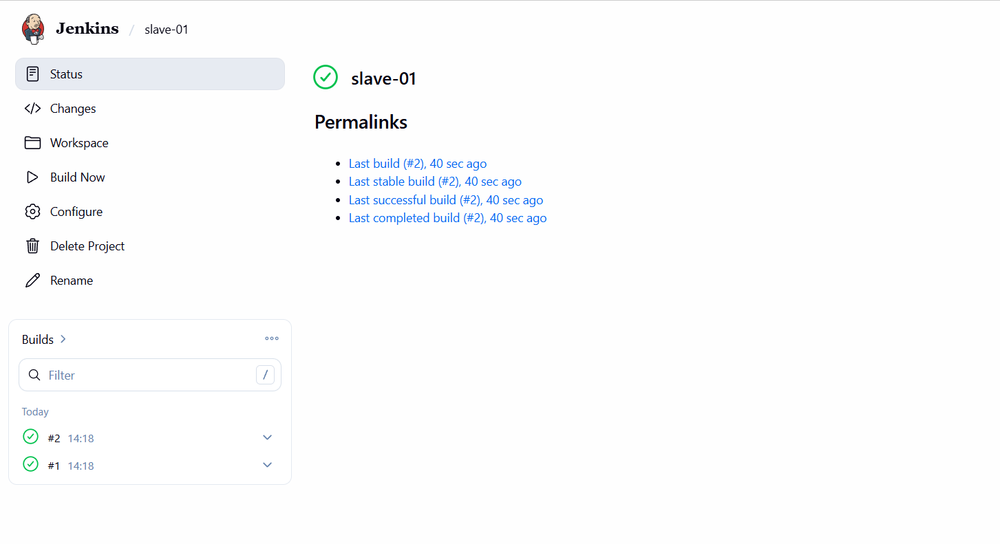 Jenkins / slave-01
Status
Changes
Workspace
Build Now
Configure
Delete Project
Rename
Builds
Filter /
Today
#2 14:18
#1 14:18
slave-01
Permalinks
Last build (#2), 40 sec ago
Last stable build (#2), 40 sec ago
Last successful build (#2), 40 sec ago
Last completed build (#2), 40 sec ago